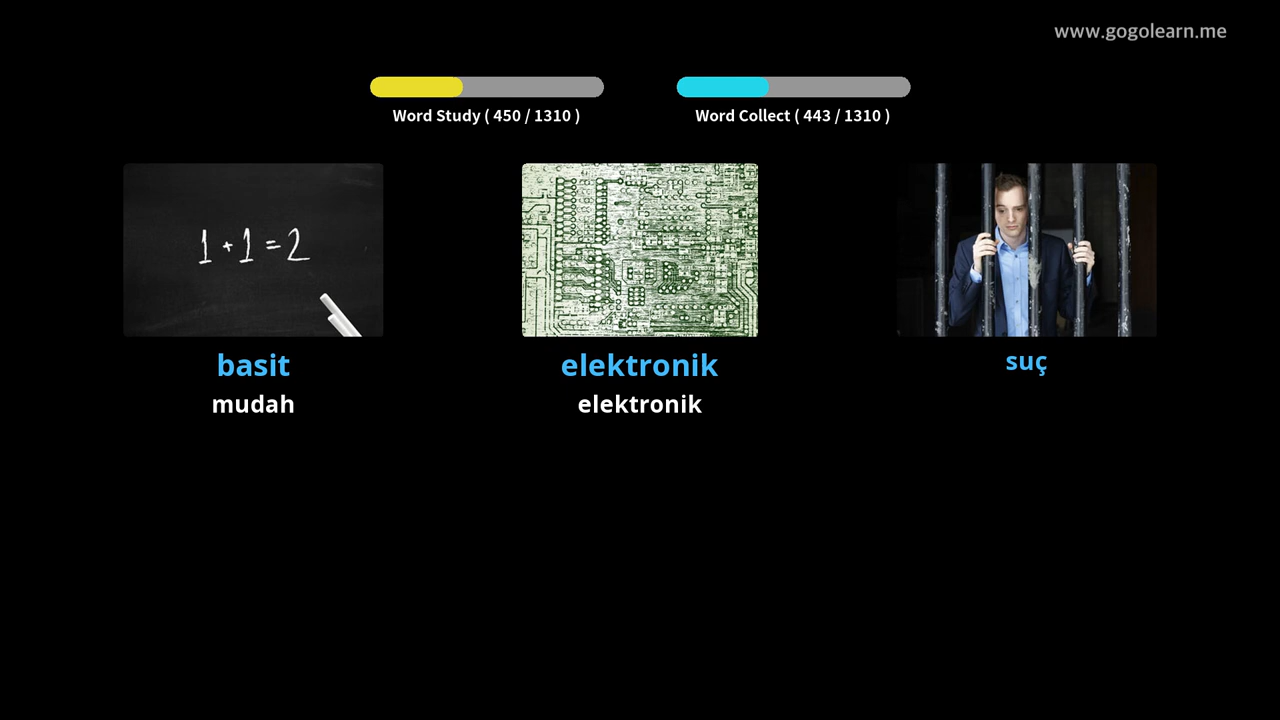 www.gogolearn.me
Word Study ( 450 / 1310 )
Word Collect ( 443 / 1310 )
1 + 1 = 2
basit
elektronik
suç
mudah
elektronik